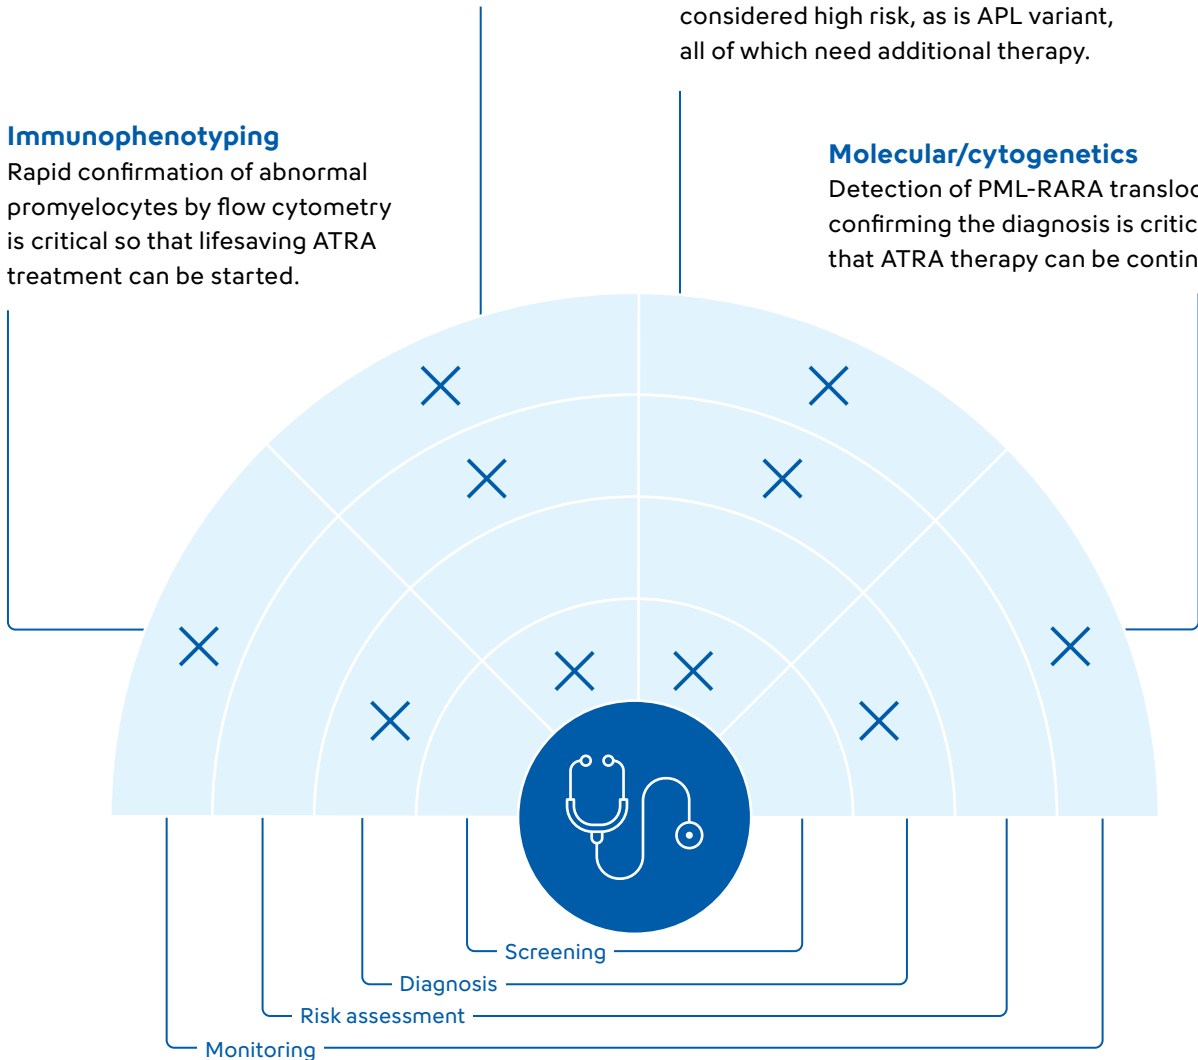 considered high risk, as is APL variant,
all of which need additional therapy.
Immunophenotyping
Rapid confirmation of abnormal
promyelocytes by flow cytometry
is critical so that lifesaving ATRA
treatment can be started.
Molecular/cytogenetics
Detection of PML-RARA
confirming the diagnosis is
that ATRA therapy can be
Screening
Diagnosis
Risk assessment
Monitoring